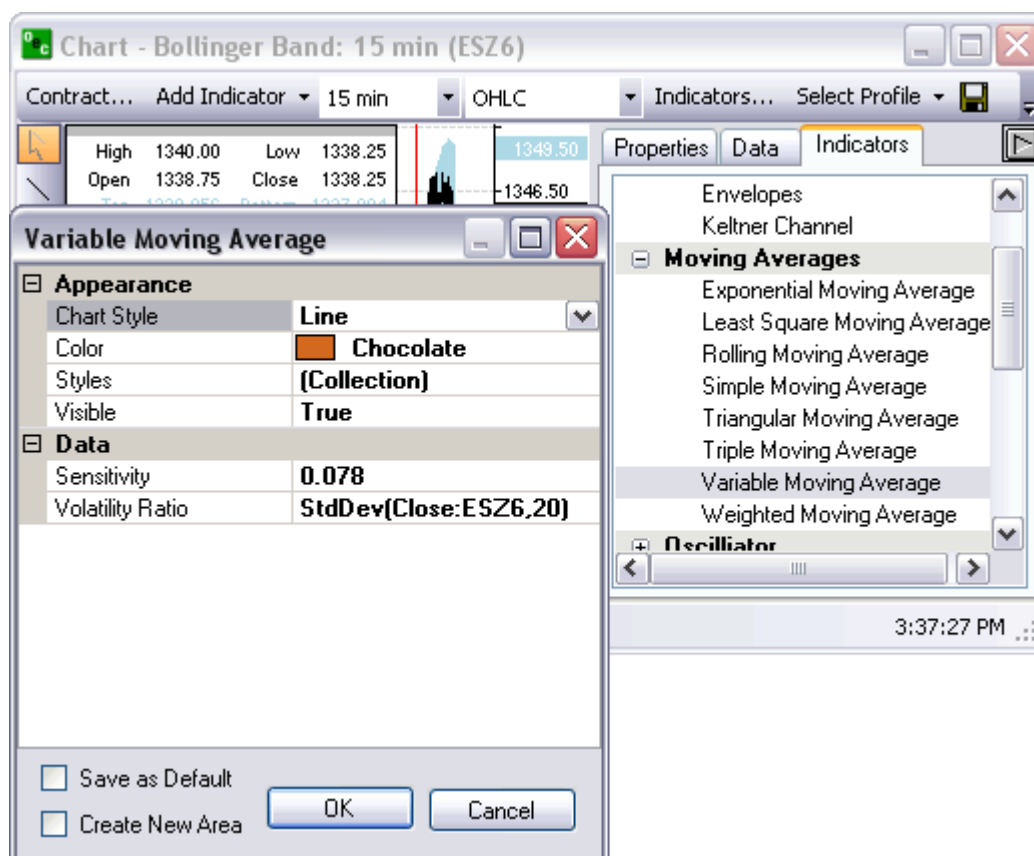 Oec Chart - Bollinger Band: 15 min (ESZ6)
Contract... Add Indicator 15 min OHLC Indicators... Select Profile
High 1340.00 Low 1338.25
Open 1338.75 Close 1338.25
1349.50
1346.50
Properties Data Indicators
Envelopes
Keltner Channel
Moving Averages
Exponential Moving Average
Least Square Moving Average
Rolling Moving Average
Simple Moving Average
Triangular Moving Average
Triple Moving Average
Variable Moving Average
Weighted Moving Average
Oscilliator
3:37:27 PM
Variable Moving Average
Appearance
Chart Style Line
Color Chocolate
Styles (Collection)
Visible True
Data
Sensitivity 0.078
Volatility Ratio StdDev(Close:ESZ6,20)
Save as Default
Create New Area
OK Cancel